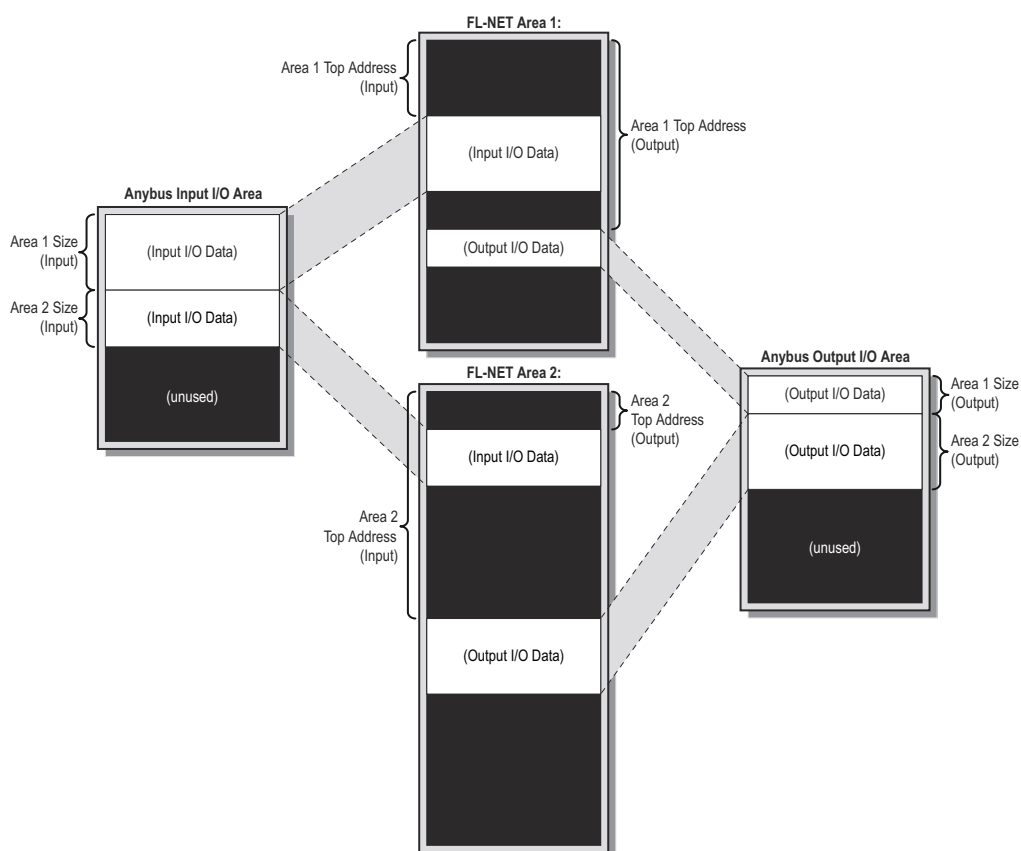 FL-NET Area 1:
Area 1 Top Address
(Input)
Area 1 Top Address
(Output)
(Input I/O Data)
(Output I/O Data)
Anybus Input I/O Area
Area 1 Size
(Input)
(Input I/O Data)
Area 2 Size
(Input)
(Input I/O Data)
(unused)
FL-NET Area 2:
Area 2
Top Address
(Output)
(Input I/O Data)
Area 2
Top Address
(Input)
(Output I/O Data)
Anybus Output I/O Area
(Output I/O Data)
Area 1 Size
(Output)
(Output I/O Data)
Area 2 Size
(Output)
(unused)